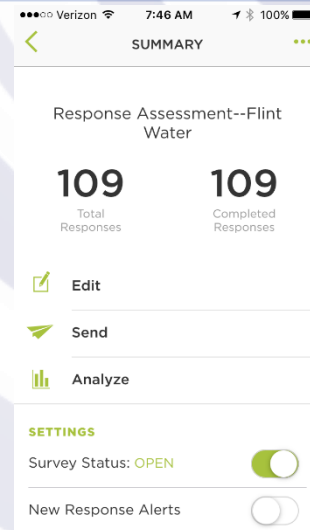 Verizon 7:46 AM 100%
SUMMARY
Response Assessment--Flint
Water
109 109
Total Completed
Responses Responses
Edit
Send
Analyze
SETTINGS
Survey Status: OPEN
New Response Alerts